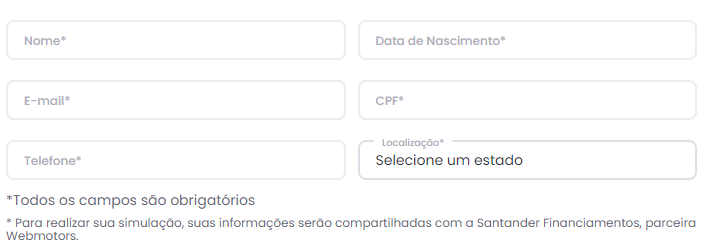 Nome*
Data de Nascimento*
E-mail*
CPF*
Telefone*
Localização*
Selecione um estado
*Todos os campos são obrigatórios
* Para realizar sua simulação, suas informações serão compartilhadas com a Santander Financiamentos, parceira
Webmotors.